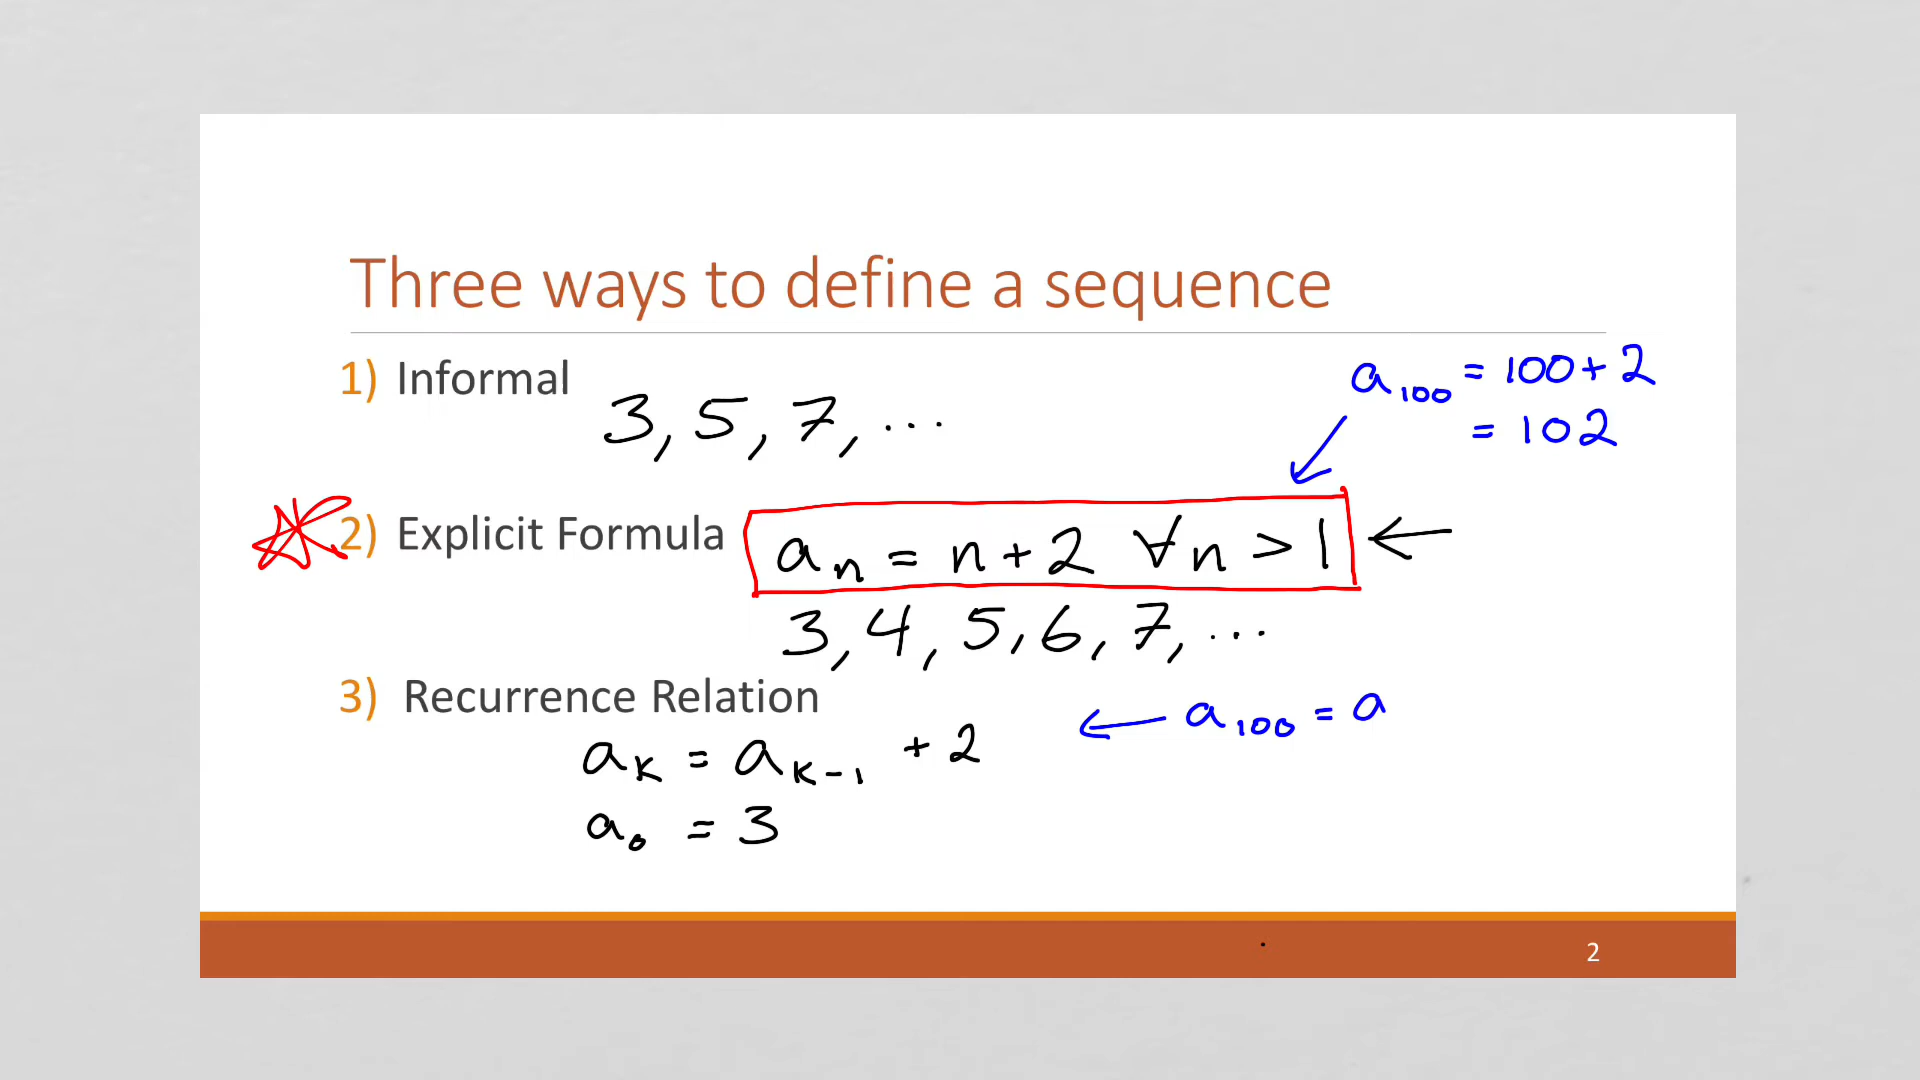 Three ways to define a sequence
1) Informal
3, 5, 7, ...
a₁₀₀ = 100 + 2
= 102
2) Explicit Formula
aₙ = n + 2 ∀n > 1
3, 4, 5, 6, 7, ...
3) Recurrence Relation
aₖ = aₖ₋₁ + 2
a₁₀₀ = a
a₀ = 3
2